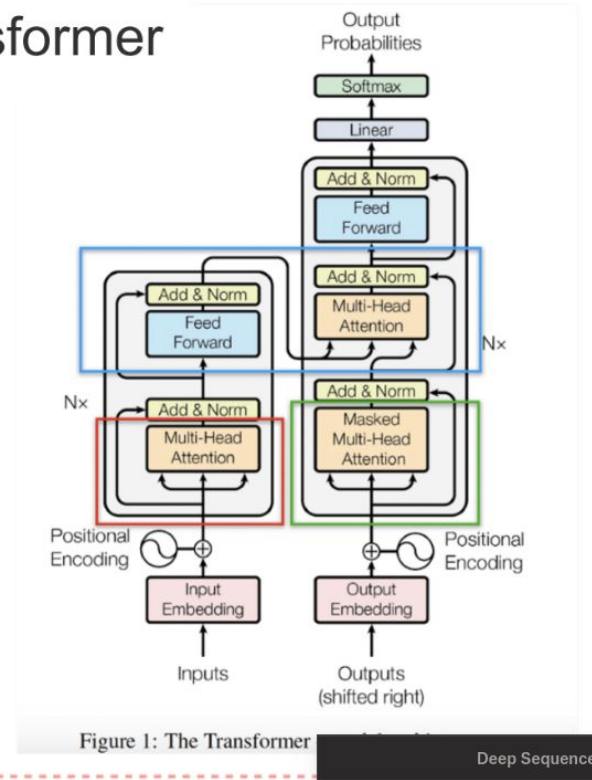 sformer
Output
Probabilities
Softmax
Linear
Add & Norm
Feed
Forward
Add & Norm
Multi-Head
Attention
Nx
Add & Norm
Masked
Multi-Head
Attention
Add & Norm
Feed
Forward
Nx
Add & Norm
Multi-Head
Attention
Positional
Encoding
Positional
Encoding
Input
Embedding
Output
Embedding
Inputs
Outputs
(shifted right)
Figure 1: The Transformer
Deep Sequence